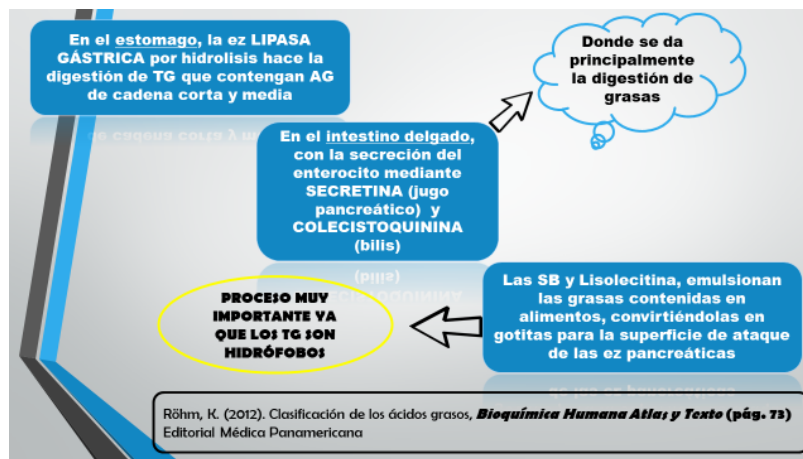 En el estomago, la ez LIPASA
GÁSTRICA por hidrolisis hace la
digestión de TG que contengan AG
de cadena corta y media
Donde se da
principalmente
la digestión de
grasas
En el intestino delgado,
con la secreción del
enterocito mediante
SECRETINA (jugo
pancreático) y
COLECISTOQUININA
(bilis)
Las SB y Lisolecitina, emulsionan
las grasas contenidas en
alimentos, convirtiéndolas en
gotitas para la superficie de ataque
de las ez pancreáticas
PROCESO MUY
IMPORTANTE YA
QUE LOS TG SON
HIDRÓFOBOS
Röhm, K. (2012). Clasificación de los ácidos grasos, Bioquímica Humana Atlas y Texto (pág. 73)
Editorial Médica Panamericana